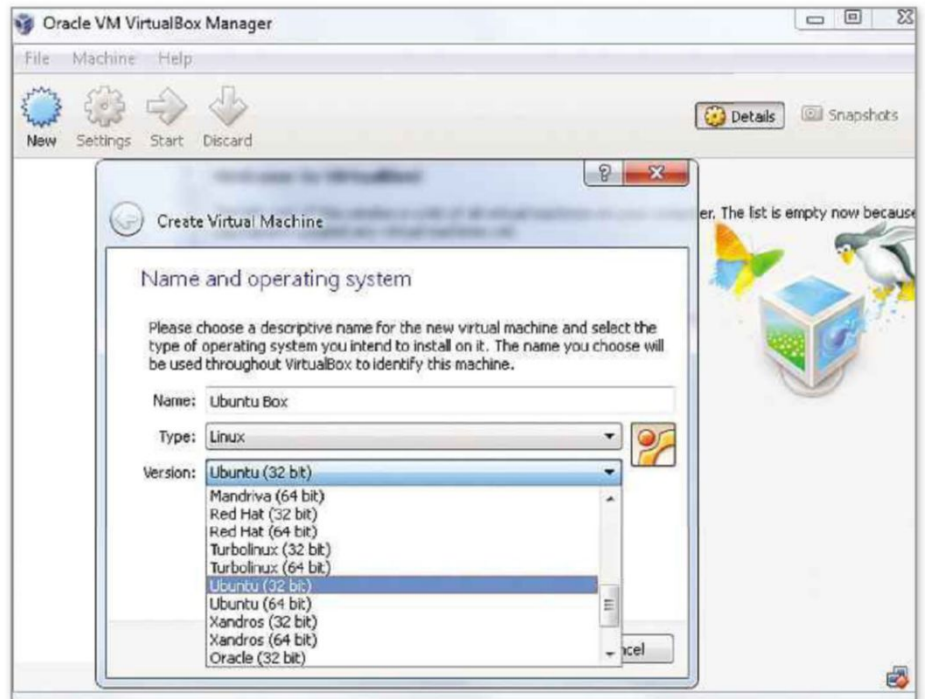 Oracle VM VirtualBox Manager
File Machine Help
New Settings Start Discard
Details Snapshots
Create Virtual Machine
er. The list is empty now because
Name and operating system
Please choose a descriptive name for the new virtual machine and select the
type of operating system you intend to install on it. The name you choose will
be used throughout VirtualBox to identify this machine.
Name: Ubuntu Box
Type: Linux
Version: Ubuntu (32 bit)
Mandriva (64 bit)
Red Hat (32 bit)
Red Hat (64 bit)
Turbolinux (32 bit)
Turbolinux (64 bit)
Ubuntu (32 bit)
Ubuntu (64 bit)
Xandros (32 bit)
Xandros (64 bit)
Oracle (32 bit)
ncel